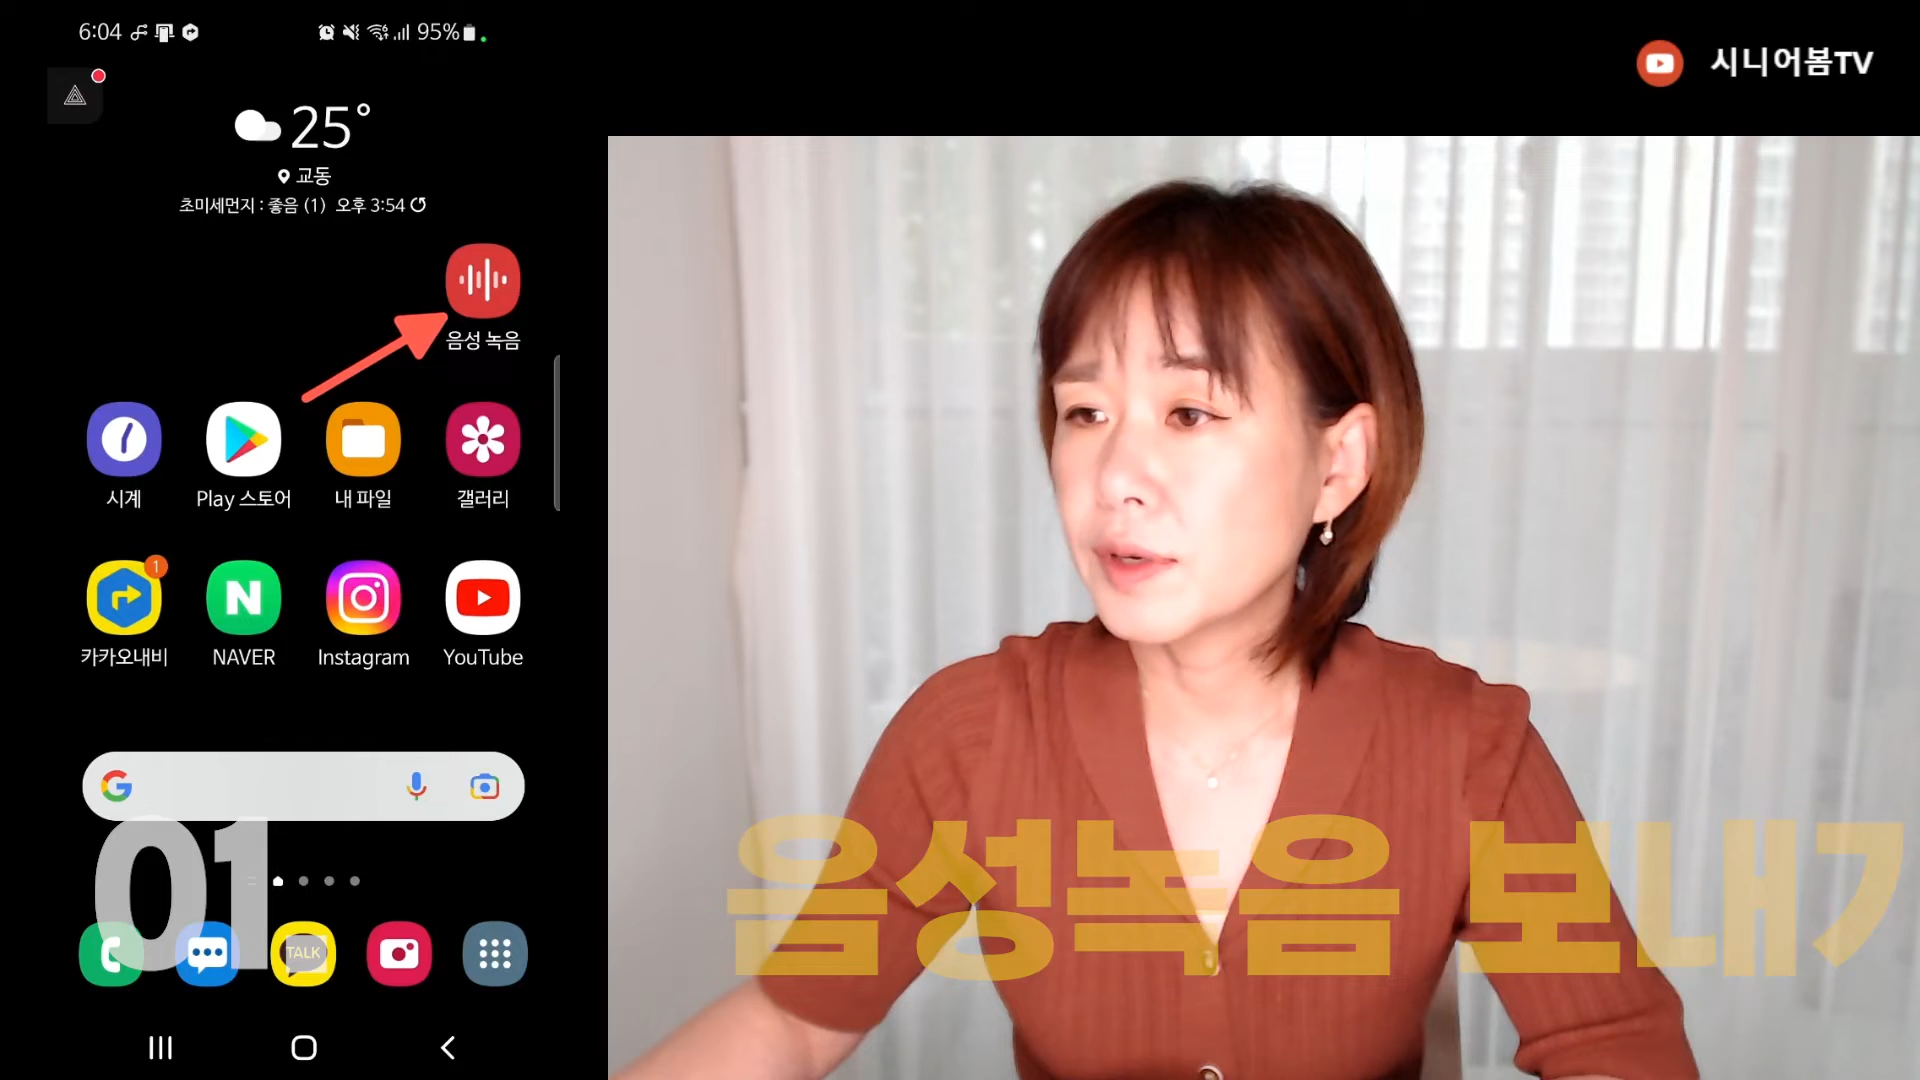 6:04
95%
시니어봄TV
25°
교동
초미세먼지 : 좋음 (1) 오후 3:54
음성 녹음
시계
Play 스토어
내 파일
갤러리
1
카카오내비
NAVER
Instagram
YouTube
01
음성녹음 보내
TALK